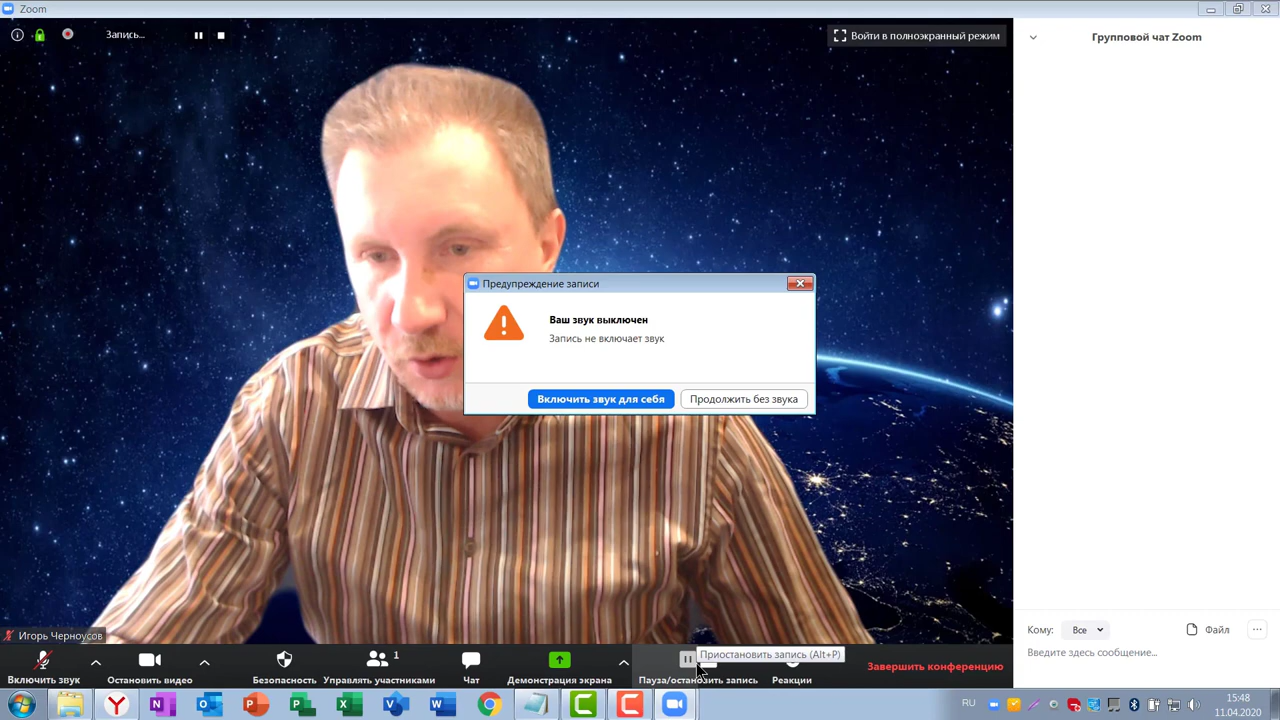 Zoom
Запись...
Войти в полноэкранный режим
Групповой чат Zoom
Предупреждение записи
Ваш звук выключен
Запись не включает звук
Включить звук для себя
Продолжить без звука
Игорь Черноусов
Кому: Все
Файл
Введите здесь сообщение...
1
Приостановить запись (Alt+P)
Включить звук
Остановить видео
Безопасность
Управлять участниками
Чат
Демонстрация экрана
Пауза/остановить запись
Реакции
Завершить конференцию
RU
15:48
11.04.2020